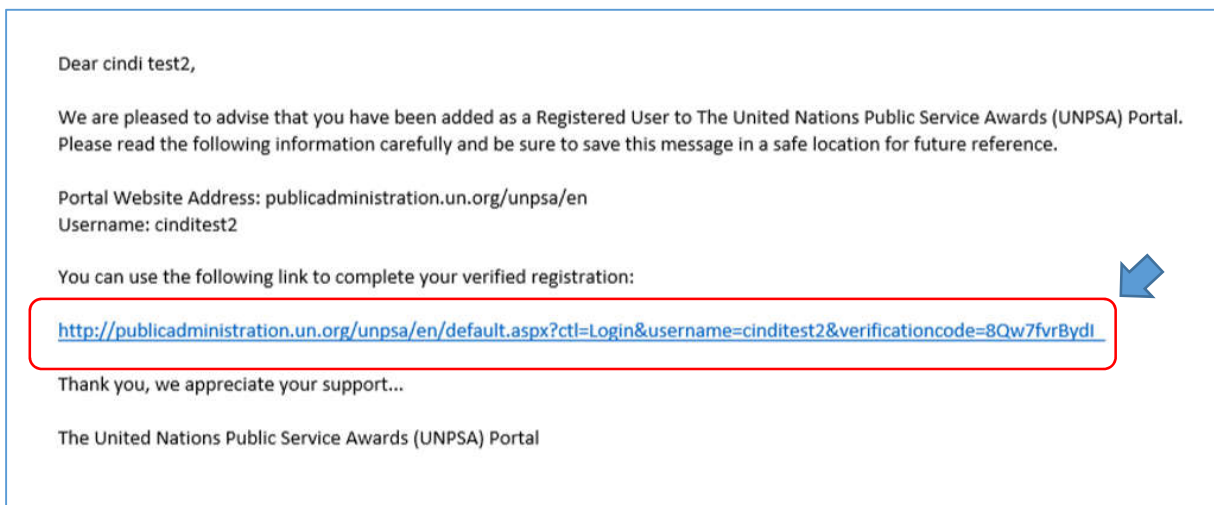 Dear cindi test2,
We are pleased to advise that you have been added as a Registered User to The United Nations Public Service Awards (UNPSA) Portal.
Please read the following information carefully and be sure to save this message in a safe location for future reference.
Portal Website Address: publicadministration.un.org/unpsa/en
Username: cinditest2
You can use the following link to complete your verified registration:
http://publicadministration.un.org/unpsa/en/default.aspx?ctl=Login&username=cinditest2&verificationcode=8Qw7fvrBydI_
Thank you, we appreciate your support...
The United Nations Public Service Awards (UNPSA) Portal